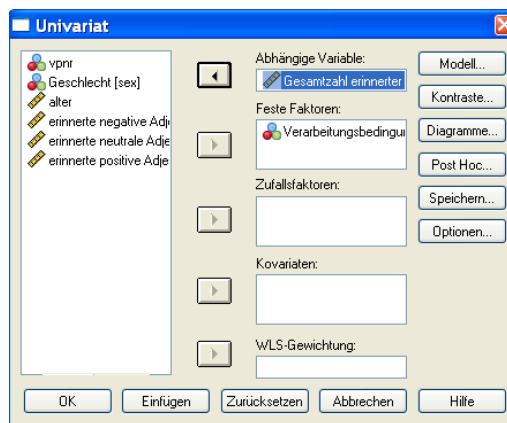 Univariat
vpnr
Geschlecht [sex]
alter
erinnerte negative Adj
erinnerte neutrale Adje
erinnerte positive Adje
Abhängige Variable:
Gesamtzahl erinnerter
Feste Faktoren:
Verarbeitungsbedingu
Zufallsfaktoren:
Kovariaten:
WLS-Gewichtung:
Modell...
Kontraste...
Diagramme...
Post Hoc...
Speichern...
Optionen...
OK
Einfügen
Zurücksetzen
Abbrechen
Hilfe